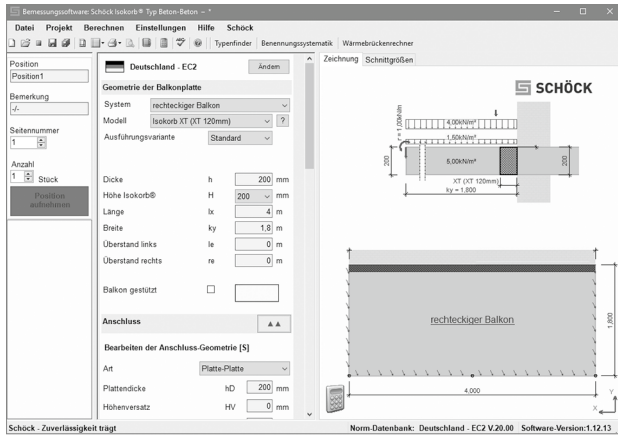 Bemessungssoftware: Schöck Isokorb® Typ Beton-Beton - *
Datei Projekt Berechnen Einstellungen Hilfe Schöck
Typenfinder Benennungssystematik Wärmebrückenrechner
Position
Position1
Bemerkung
-/-
Seitennummer
1
Anzahl
1 Stück
Position aufnehmen
Deutschland - EC2 Ändern
Geometrie der Balkonplatte
System rechteckiger Balkon
Modell Isokorb XT (XT 120mm) ?
Ausführungsvariante Standard
Dicke h 200 mm
Höhe Isokorb® H 200 mm
Länge lx 4 m
Breite ky 1,8 m
Überstand links le 0 m
Überstand rechts re 0 m
Balkon gestützt
Anschluss
Bearbeiten der Anschluss-Geometrie [S]
Art Platte-Platte
Plattendicke hD 200 mm
Höhenversatz HV 0 mm
Zeichnung Schnittgrößen
SCHÖCK
r = 1,00kN/m
4,00kN/m²
1,50kN/m²
200
5,00kN/m²
200
XT (XT 120mm)
ky = 1,800
rechteckiger Balkon
1,800
4,000
Y
X
Schöck - Zuverlässigkeit trägt Norm-Datenbank: Deutschland - EC2 V.20.00 Software-Version:1.12.13